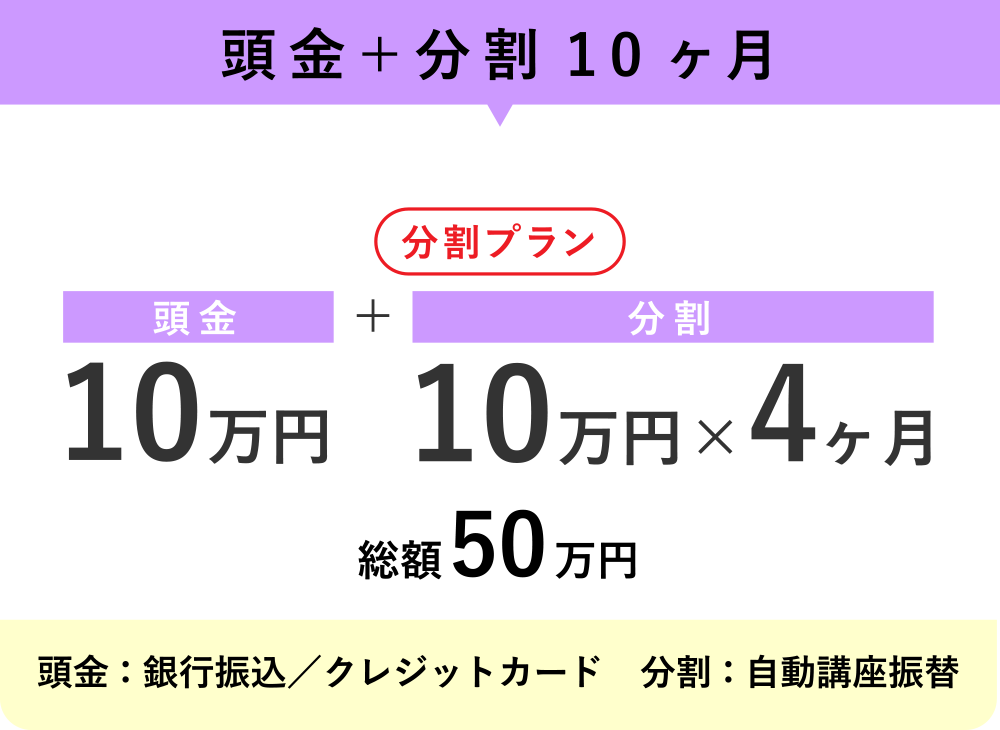 頭金＋分割10ヶ月
分割プラン
頭金 ＋ 分割
10万円 10万円×4ヶ月
総額50万円
頭金：銀行振込／クレジットカード　分割：自動講座振替